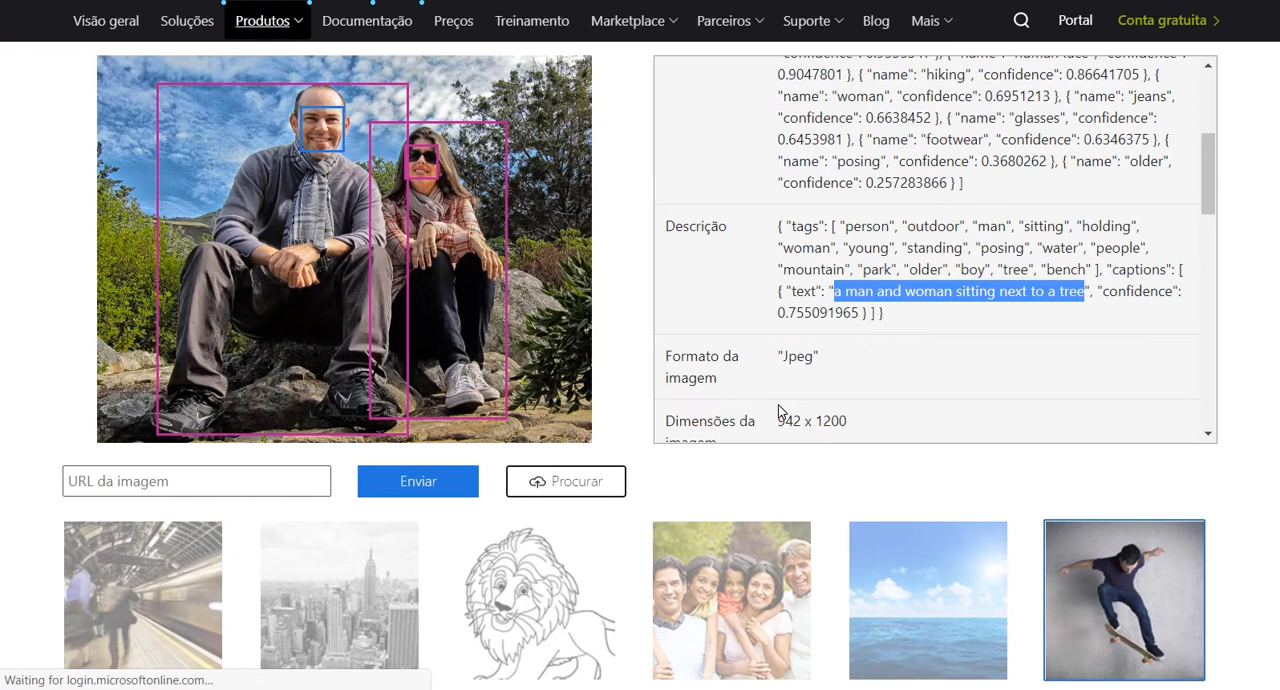 Visão geral Soluções Produtos Documentação Preços Treinamento Marketplace Parceiros Suporte Blog Mais Portal Conta gratuita
0.9047801 }, { "name": "hiking", "confidence": 0.86641705 }, {
"name": "woman", "confidence": 0.6951213 }, { "name": "jeans",
"confidence": 0.6638452 }, { "name": "glasses", "confidence":
0.6453981 }, { "name": "footwear", "confidence": 0.6346375 }, {
"name": "posing", "confidence": 0.3680262 }, { "name": "older",
"confidence": 0.257283866 } ]
Descrição
{ "tags": [ "person", "outdoor", "man", "sitting", "holding",
"woman", "young", "standing", "posing", "water", "people",
"mountain", "park", "older", "boy", "tree", "bench" ], "captions": [
{ "text": "a man and woman sitting next to a tree", "confidence":
0.755091965 } ] }
Formato da
imagem
"Jpeg"
Dimensões da
imagem
942 x 1200
URL da imagem
Enviar
Procurar
Waiting for login.microsoftonline.com...